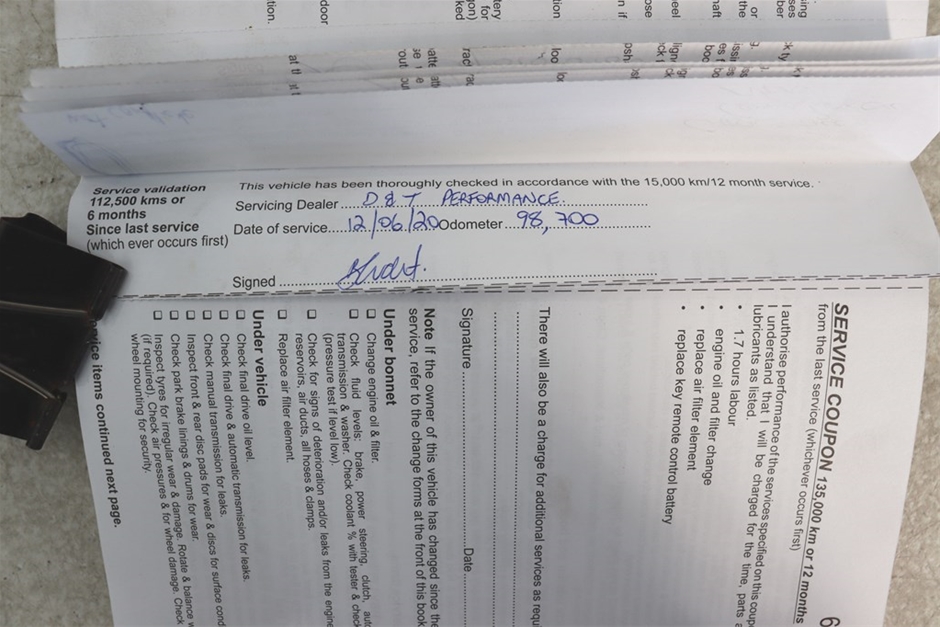 Service validation
112,500 kms or
6 months
Since last service
(which ever occurs first)
This vehicle has been thoroughly checked in accordance with the 15,000 km/12 month service.
Servicing Dealer D & T PERFORMANCE.
Date of service 12/06/20 Odometer 98,700
Signed
SERVICE COUPON 135,000 km or 12 months
from the last service (whichever occurs first)
6
I authorise performance of the services specified on this coup
I understand that I will be charged for the time, parts
lubricants as listed.
• 1.7 hours labour
• engine oil and filter change
• replace air filter element
• replace key remote control battery
There will also be a charge for additional services as requ
Signature Date
Note If the owner of this vehicle has changed since the
service, refer to the change forms at the front of this book
Under bonnet
❑ Change engine oil & filter.
❑ Check fluid levels: brake, power steering, clutch, auto
transmission & washer. Check coolant % with tester & check
(pressure test if level low).
❑ Check for signs of deterioration and/or leaks from the engine
reservoirs, air ducts, all hoses & clamps.
❑ Replace air filter element.
Under vehicle
❑ Check final drive oil level.
❑ Check final drive & automatic transmission for leaks.
❑ Check manual transmission for leaks.
❑ Inspect front & rear disc pads for wear & discs for surface cond
❑ Check park brake linings & drums for wear.
❑ Inspect tyres for irregular wear & damage. Rotate & balance
(if required). Check air pressures & for wheel damage. Check
wheel mounting for security.
items continued next page.